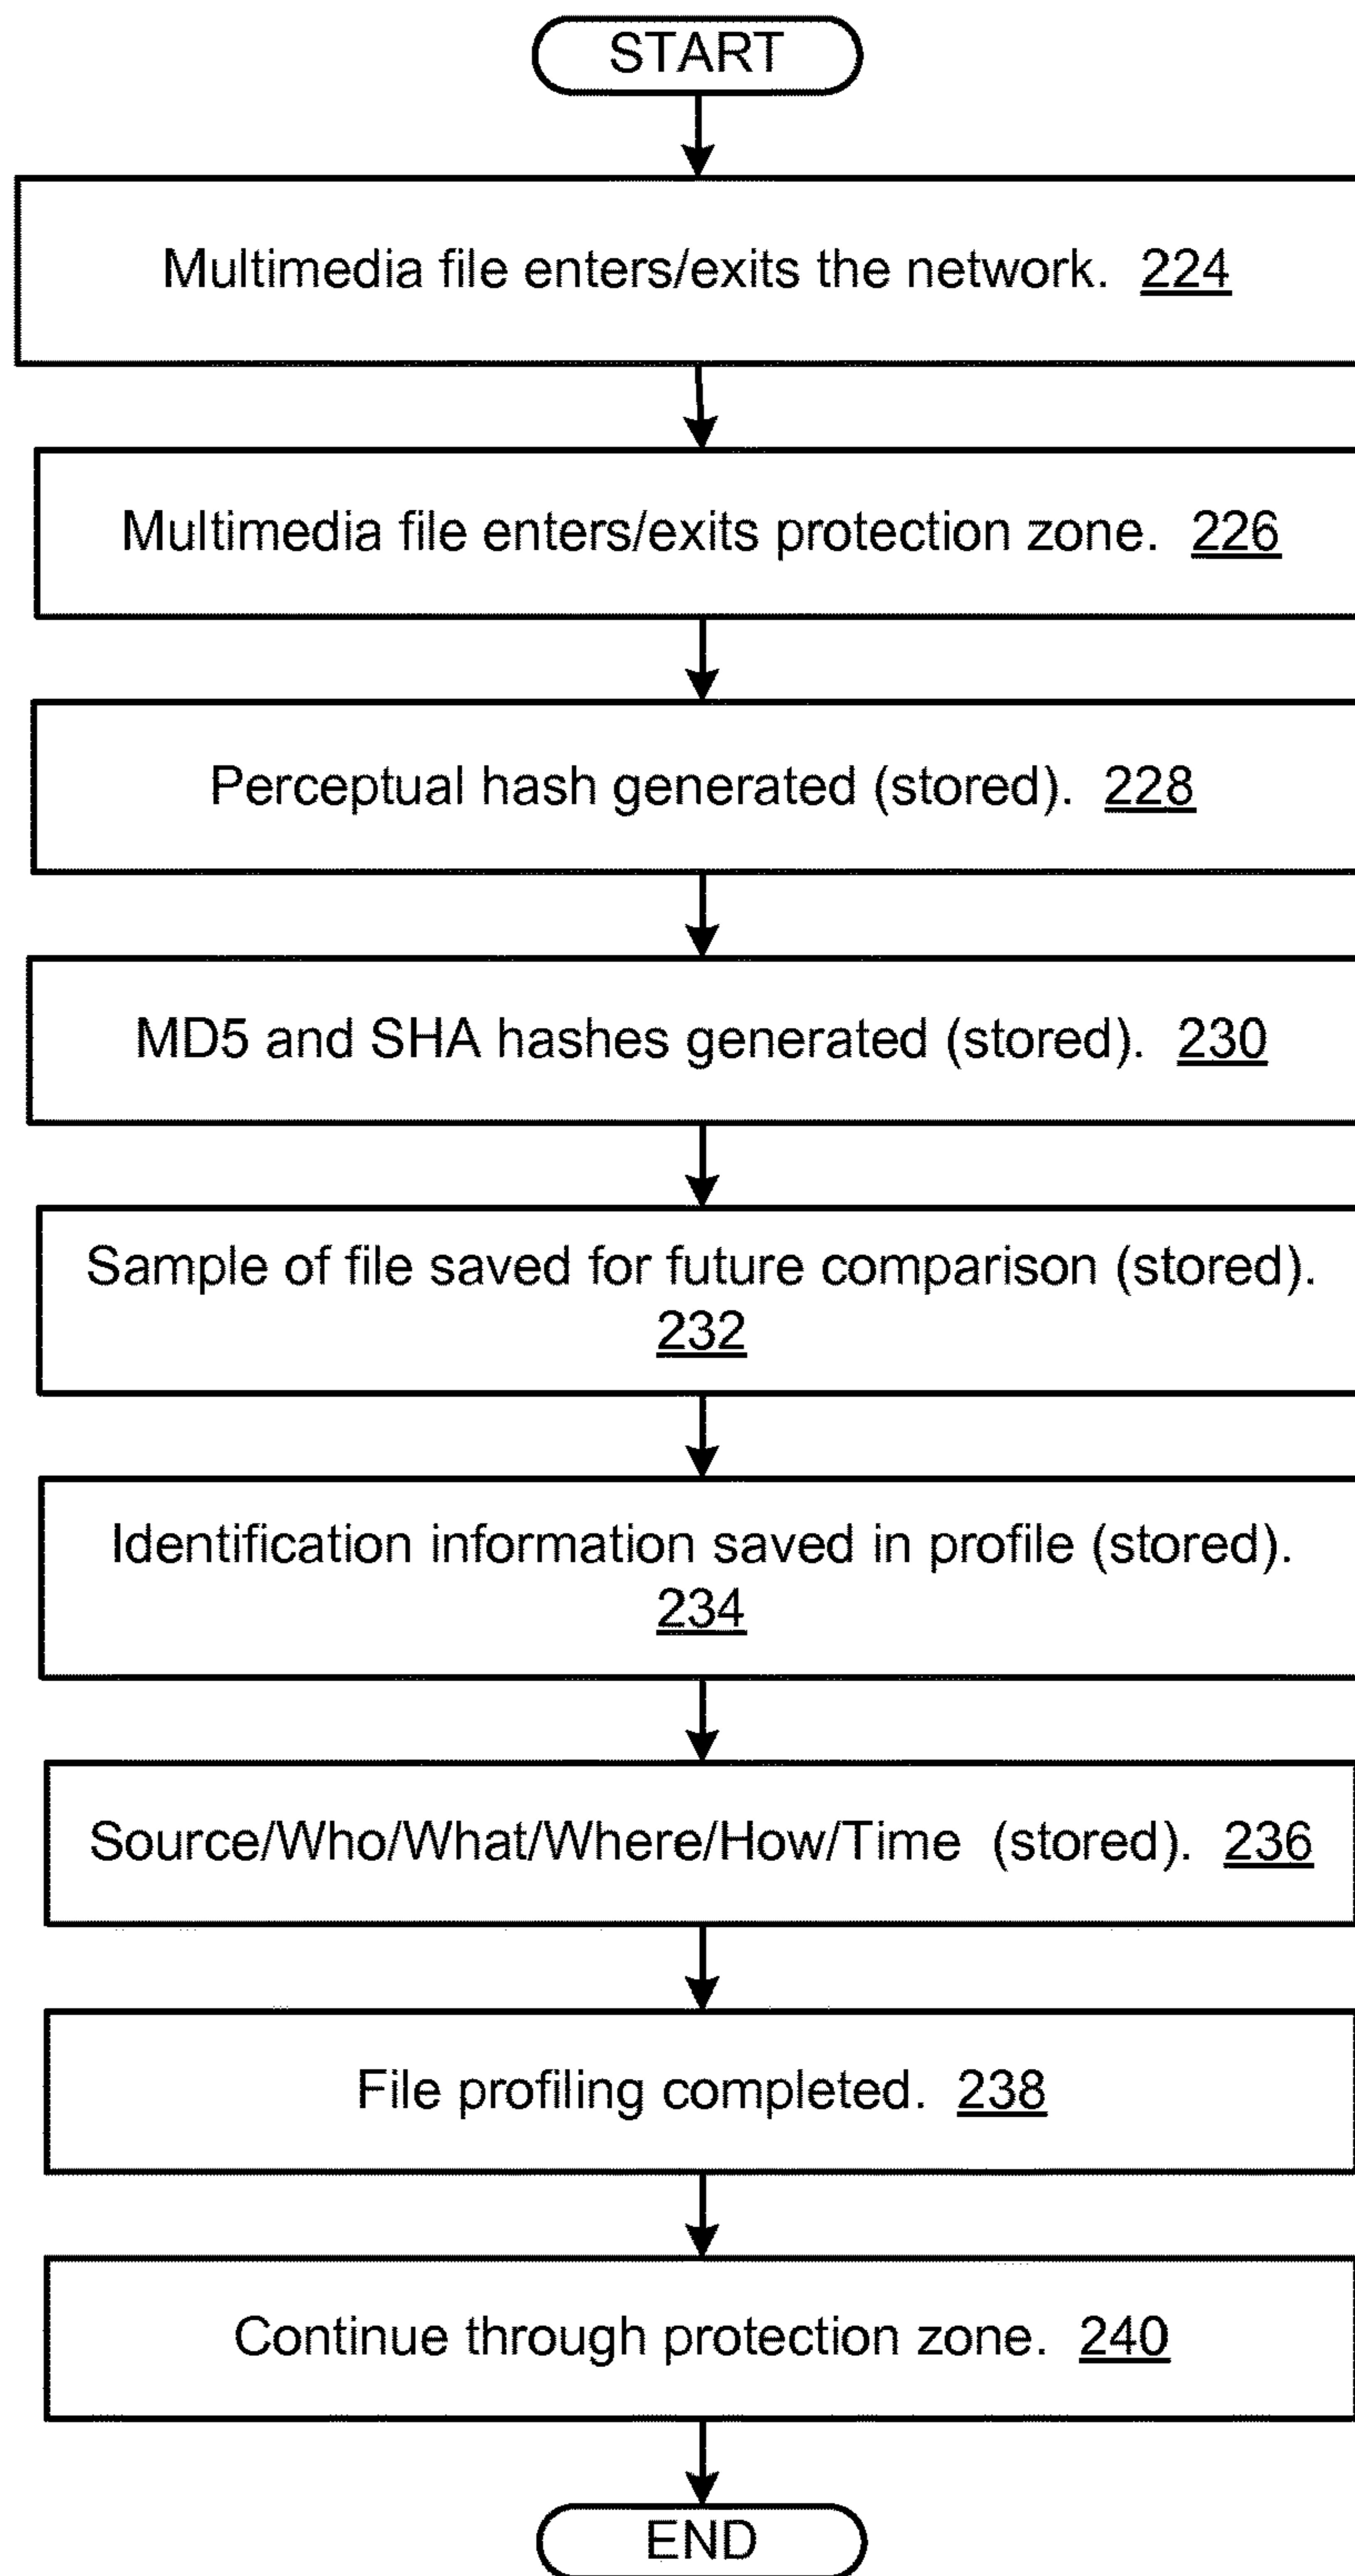 START
Multimedia file enters/exits the network. 224
Multimedia file enters/exits protection zone. 226
Perceptual hash generated (stored). 228
MD5 and SHA hashes generated (stored). 230
Sample of file saved for future comparison (stored).
232
Identification information saved in profile (stored).
234
Source/Who/What/Where/How/Time (stored). 236
File profiling completed. 238
Continue through protection zone. 240
END